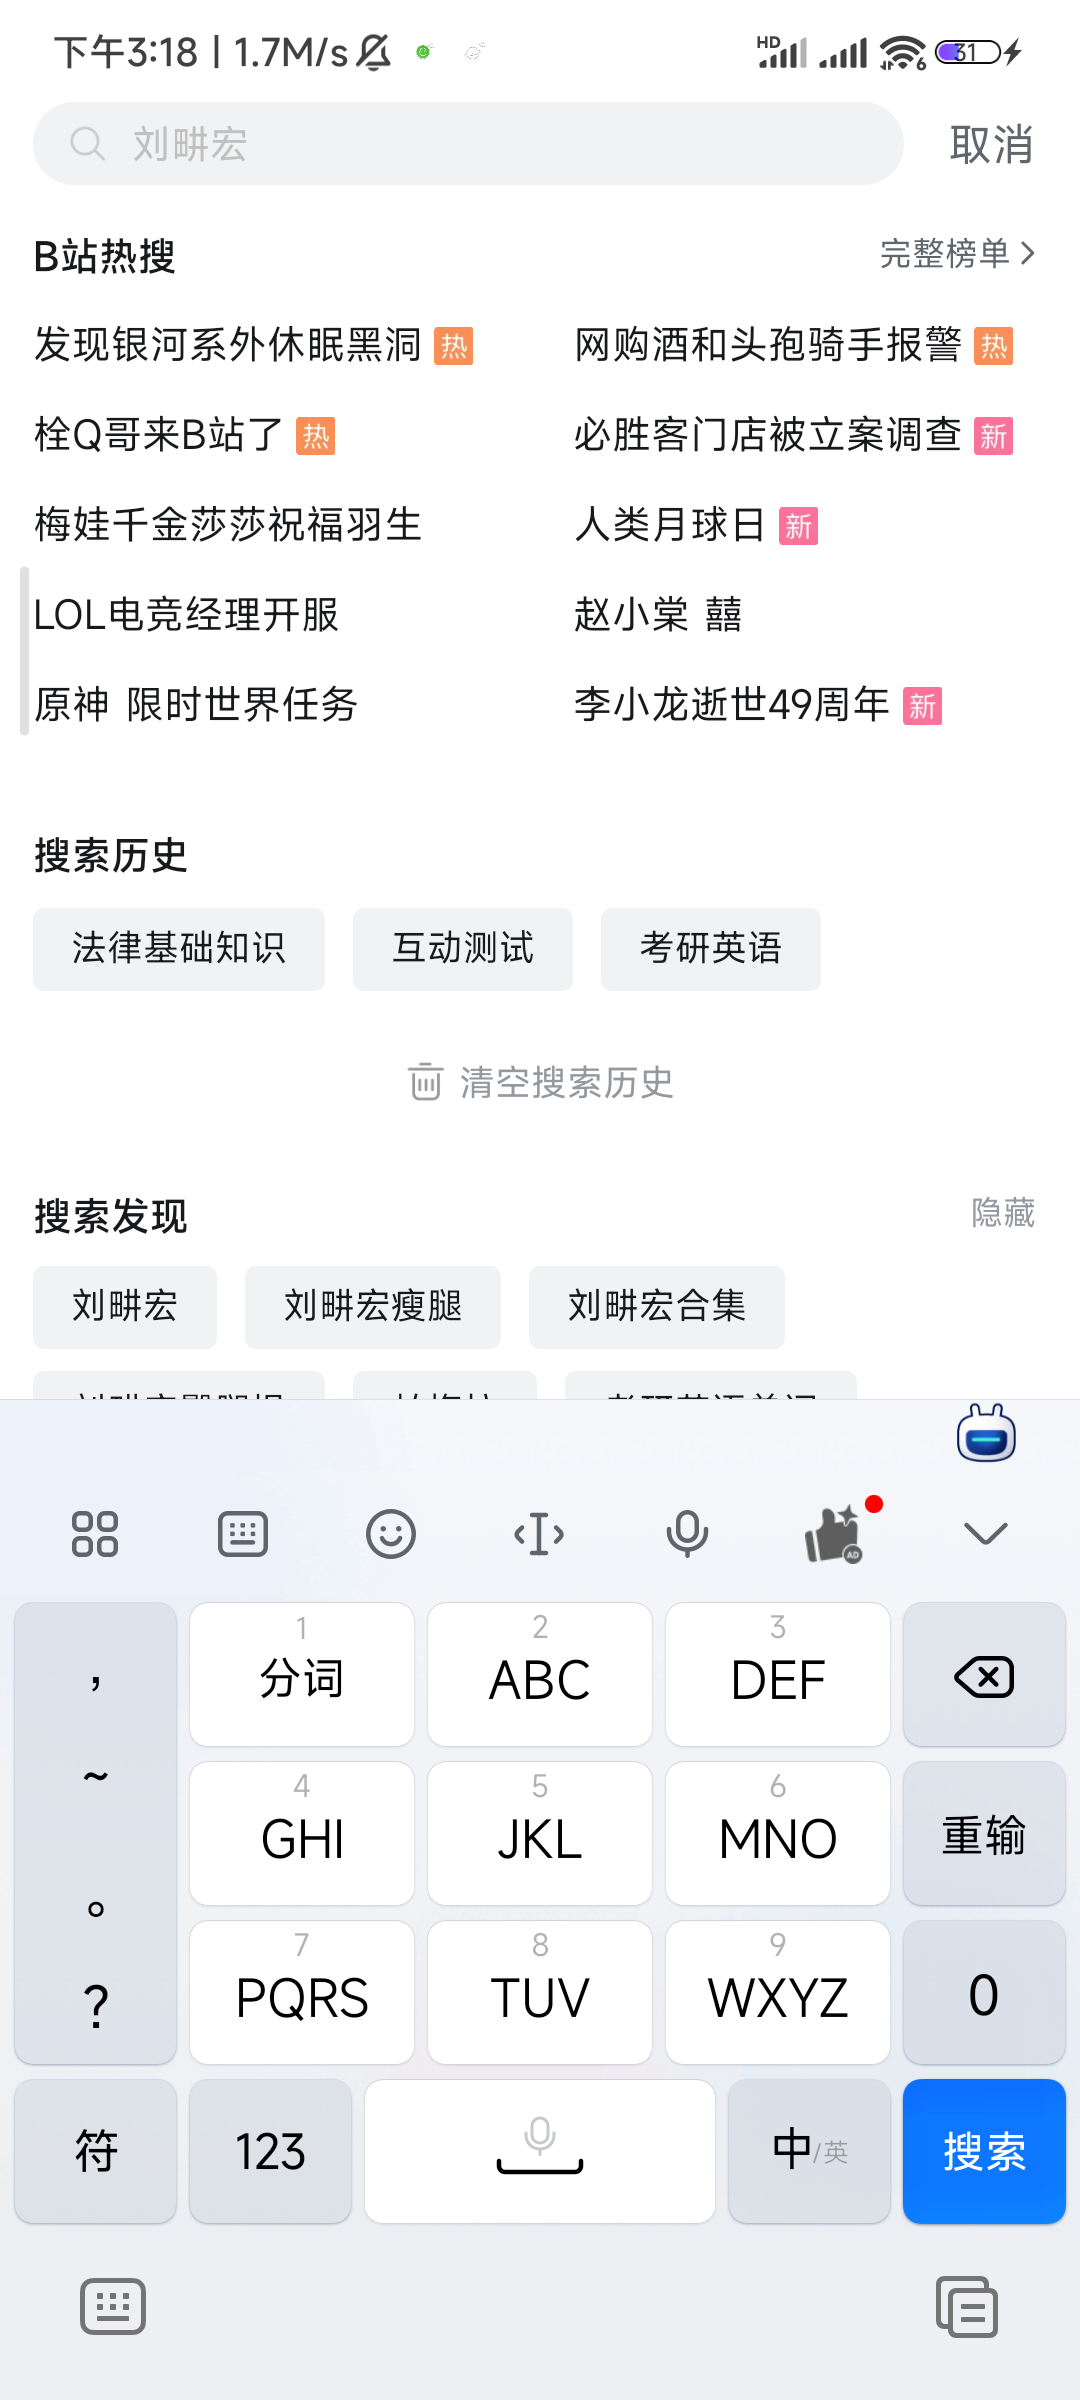 下午3:18 | 1.7M/s
HD
6
31
刘畊宏 取消
B站热搜 完整榜单
发现银河系外休眠黑洞 热 网购酒和头孢骑手报警 热
栓Q哥来B站了 热 必胜客门店被立案调查 新
梅娃千金莎莎祝福羽生 人类月球日 新
LOL电竞经理开服 赵小棠 囍
原神 限时世界任务 李小龙逝世49周年 新
搜索历史
法律基础知识 互动测试 考研英语
清空搜索历史
搜索发现 隐藏
刘畊宏 刘畊宏瘦腿 刘畊宏合集
AD
, 1 分词 2 ABC 3 DEF
~ 4 GHI 5 JKL 6 MNO 重输
。 7 PQRS 8 TUV 9 WXYZ 0
?
符 123 中/英 搜索